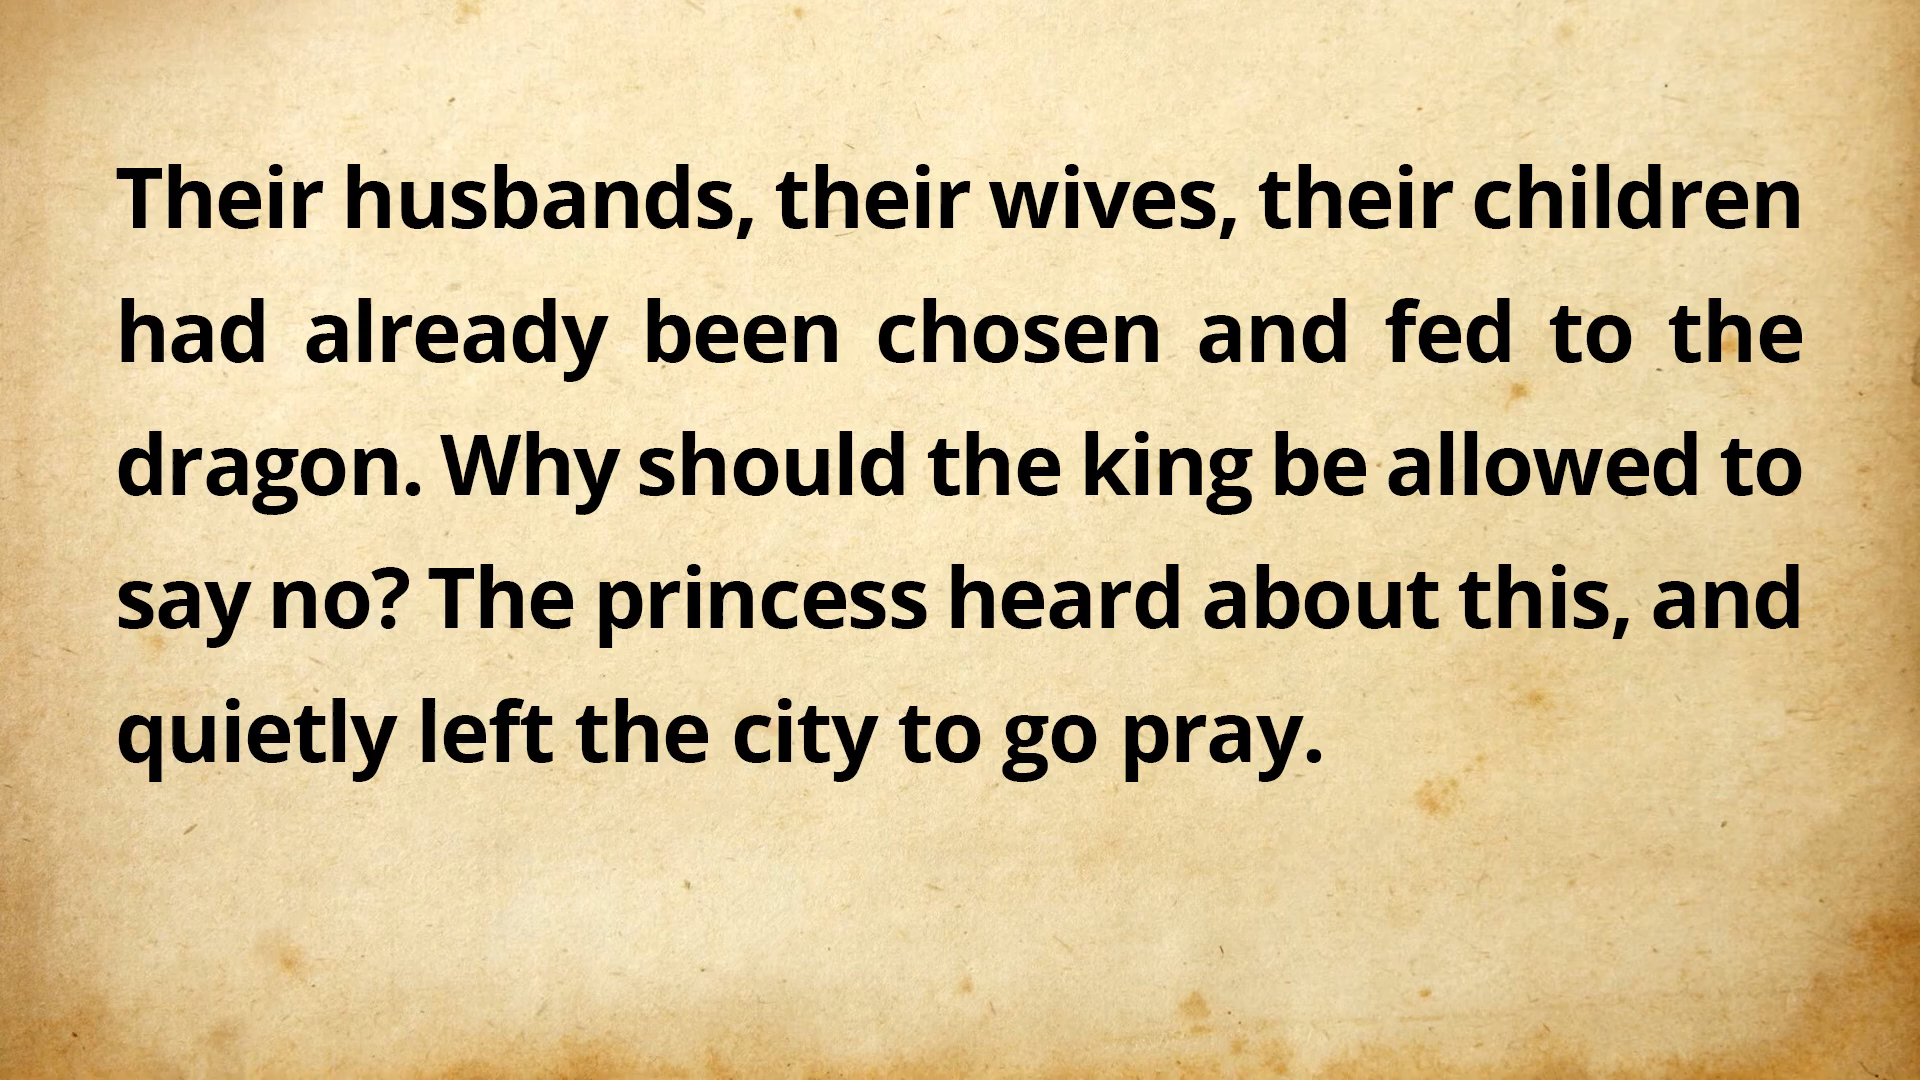 Their husbands, their wives, their children
had already been chosen and fed to the
dragon. Why should the king be allowed to
say no? The princess heard about this, and
quietly left the city to go pray.